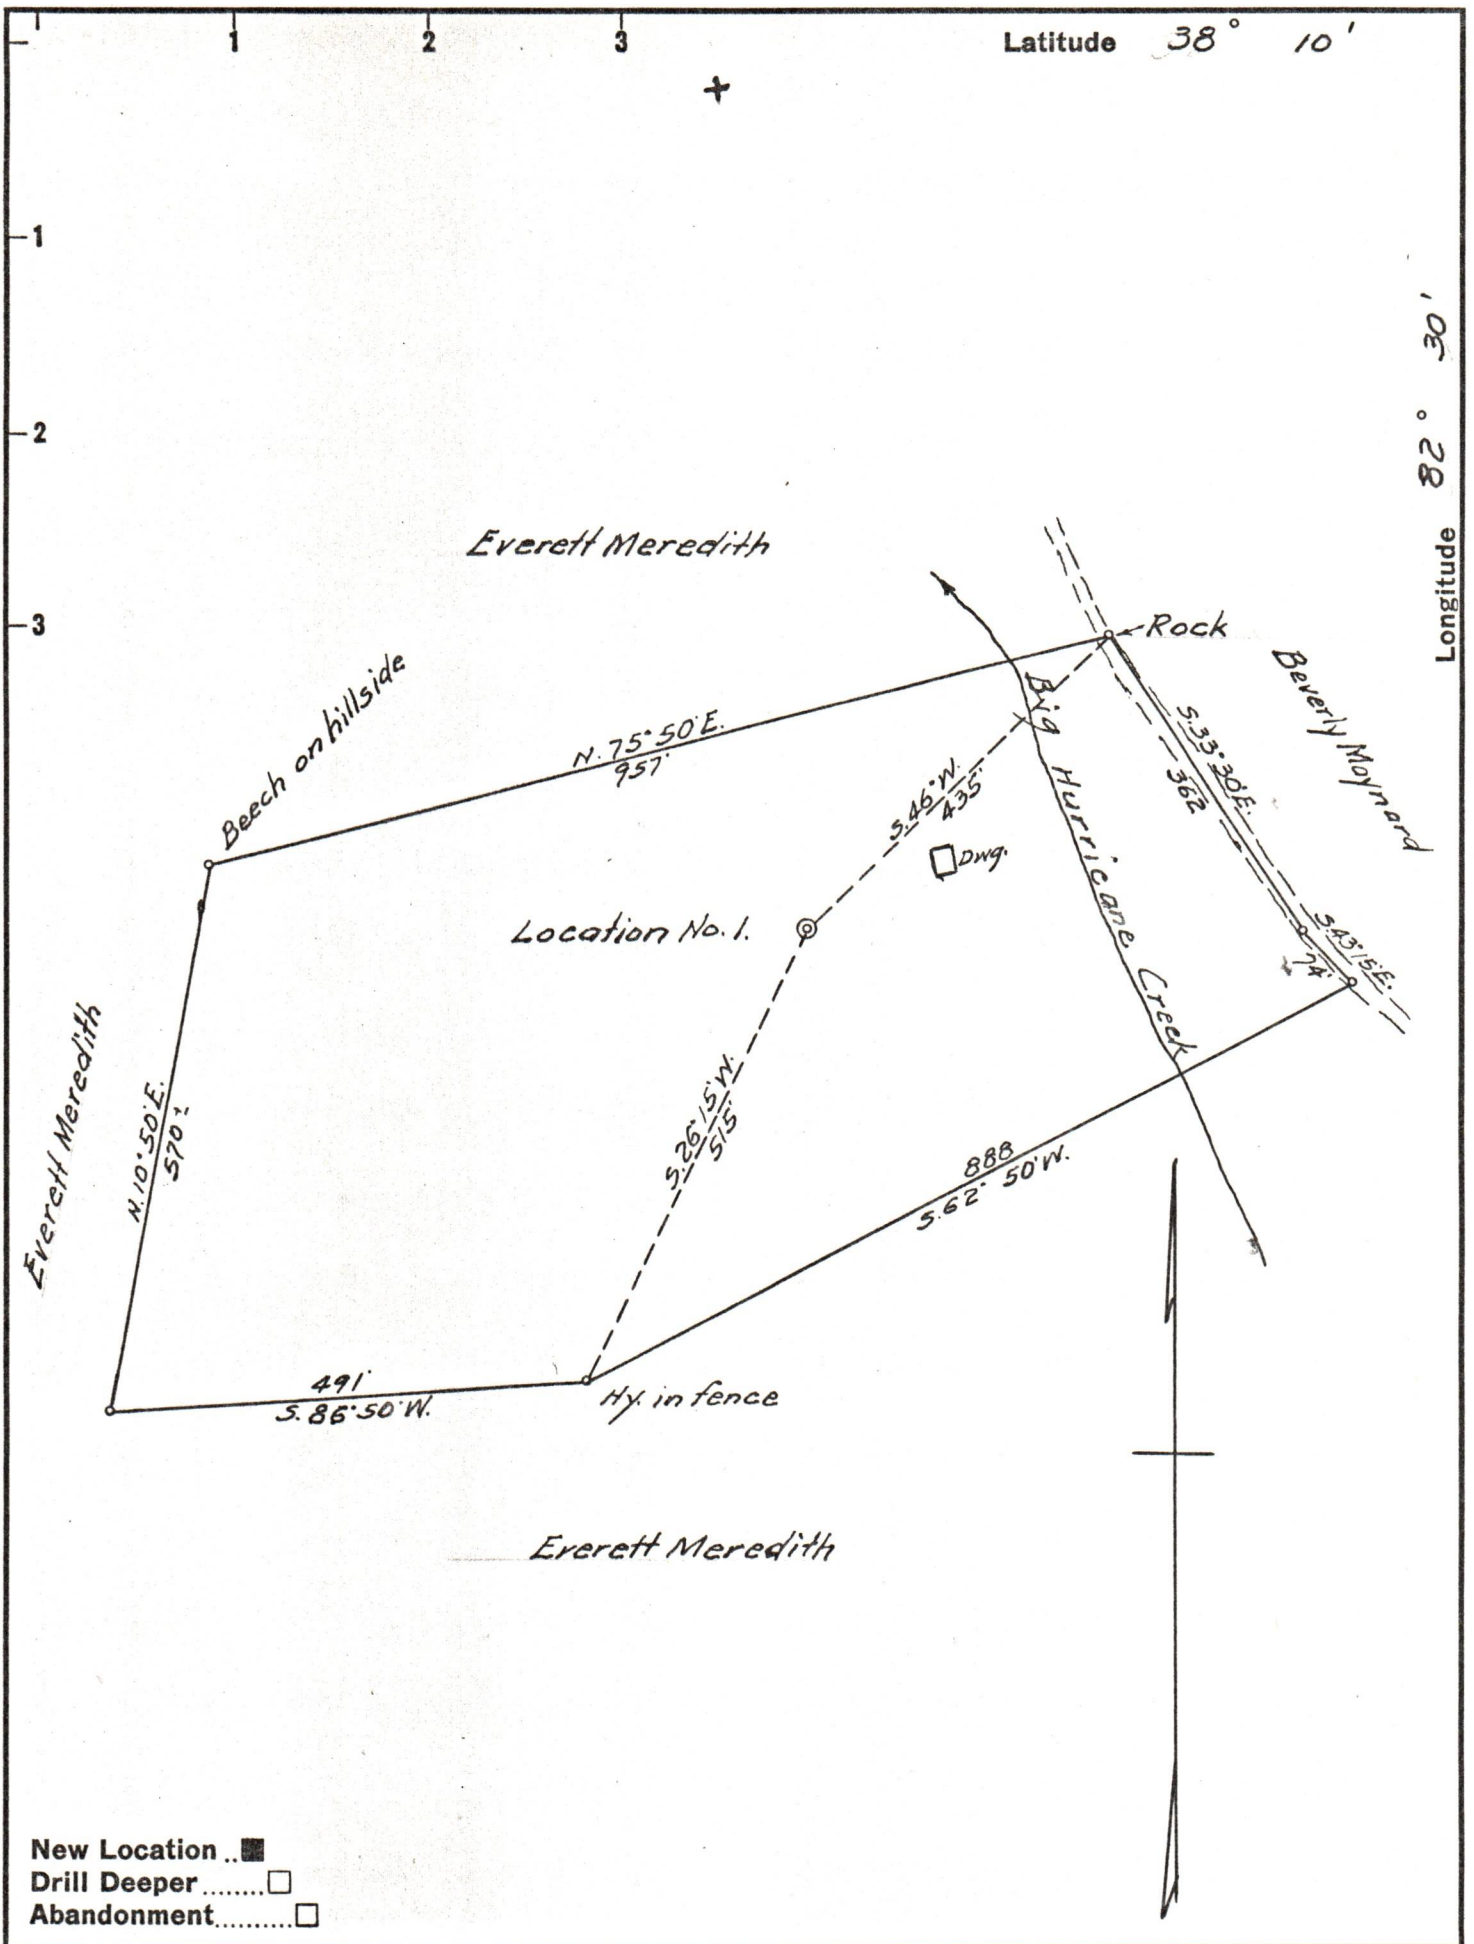 1 2 3 Latitude 38° 10'
+
1
2
3
Longitude 82° 30'
Everett Meredith
Rock
Beverly Maynard
Beech on hillside
N. 75° 50' E.
957'
Big Hurricane Creek
S. 33° 30' E.
362
S. 46° W.
435'
Dwg.
Location No. 1.
S. 43° 15' E.
74'
Everett Meredith
N. 10° 50' E.
570 ±
S. 26° 15' W.
515'
888
S. 62° 50' W.
491'
S. 86° 50' W.
Hy. in fence
Everett Meredith
New Location .. ■
Drill Deeper ........ □
Abandonment .......... □